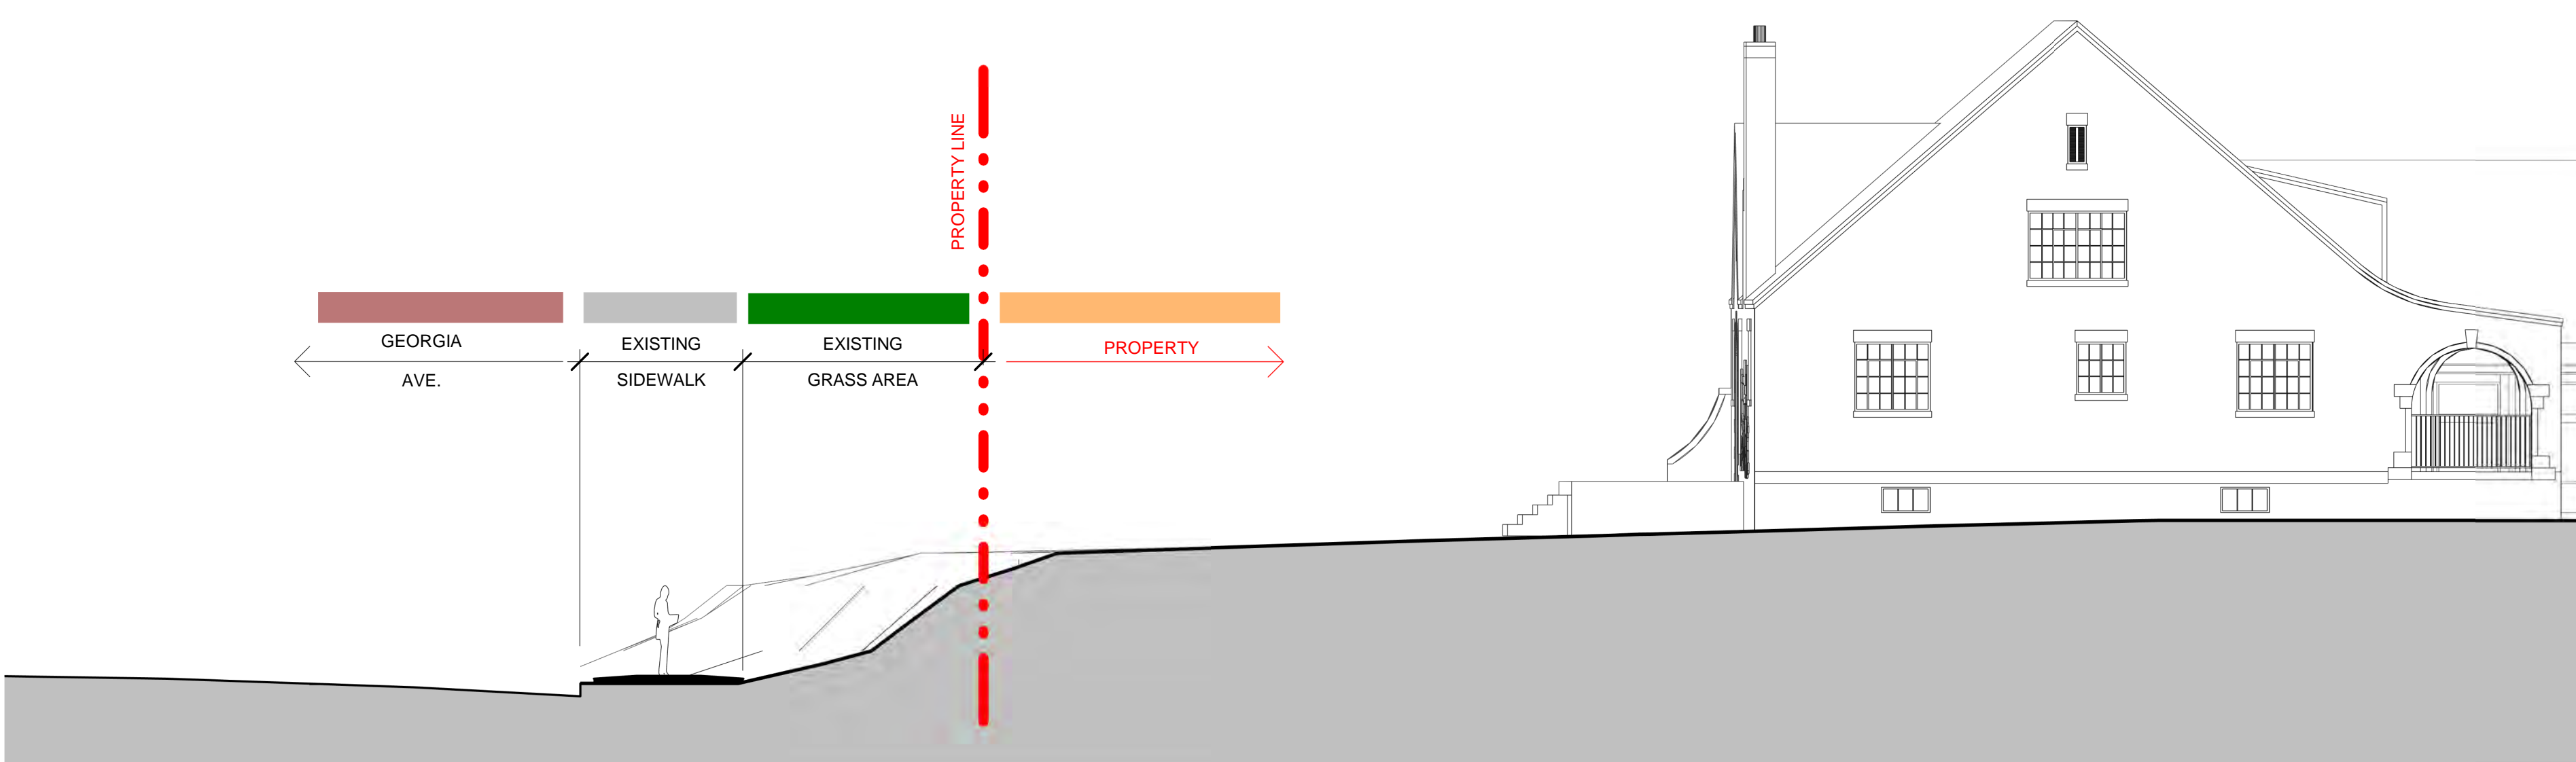 PROPERTY LINE
GEORGIA
AVE.
EXISTING
SIDEWALK
EXISTING
GRASS AREA
PROPERTY